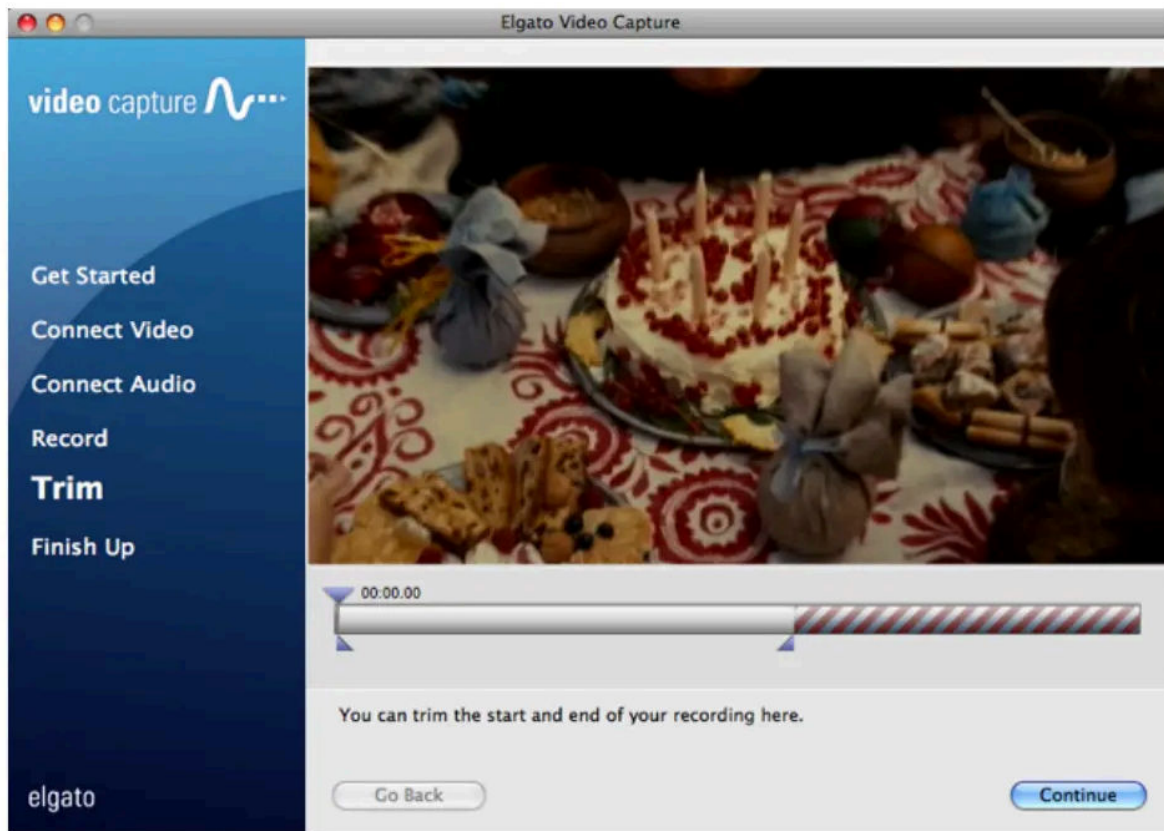 Elgato Video Capture
video capture
Get Started
Connect Video
Connect Audio
Record
Trim
Finish Up
elgato
00:00.00
You can trim the start and end of your recording here.
Go Back
Continue